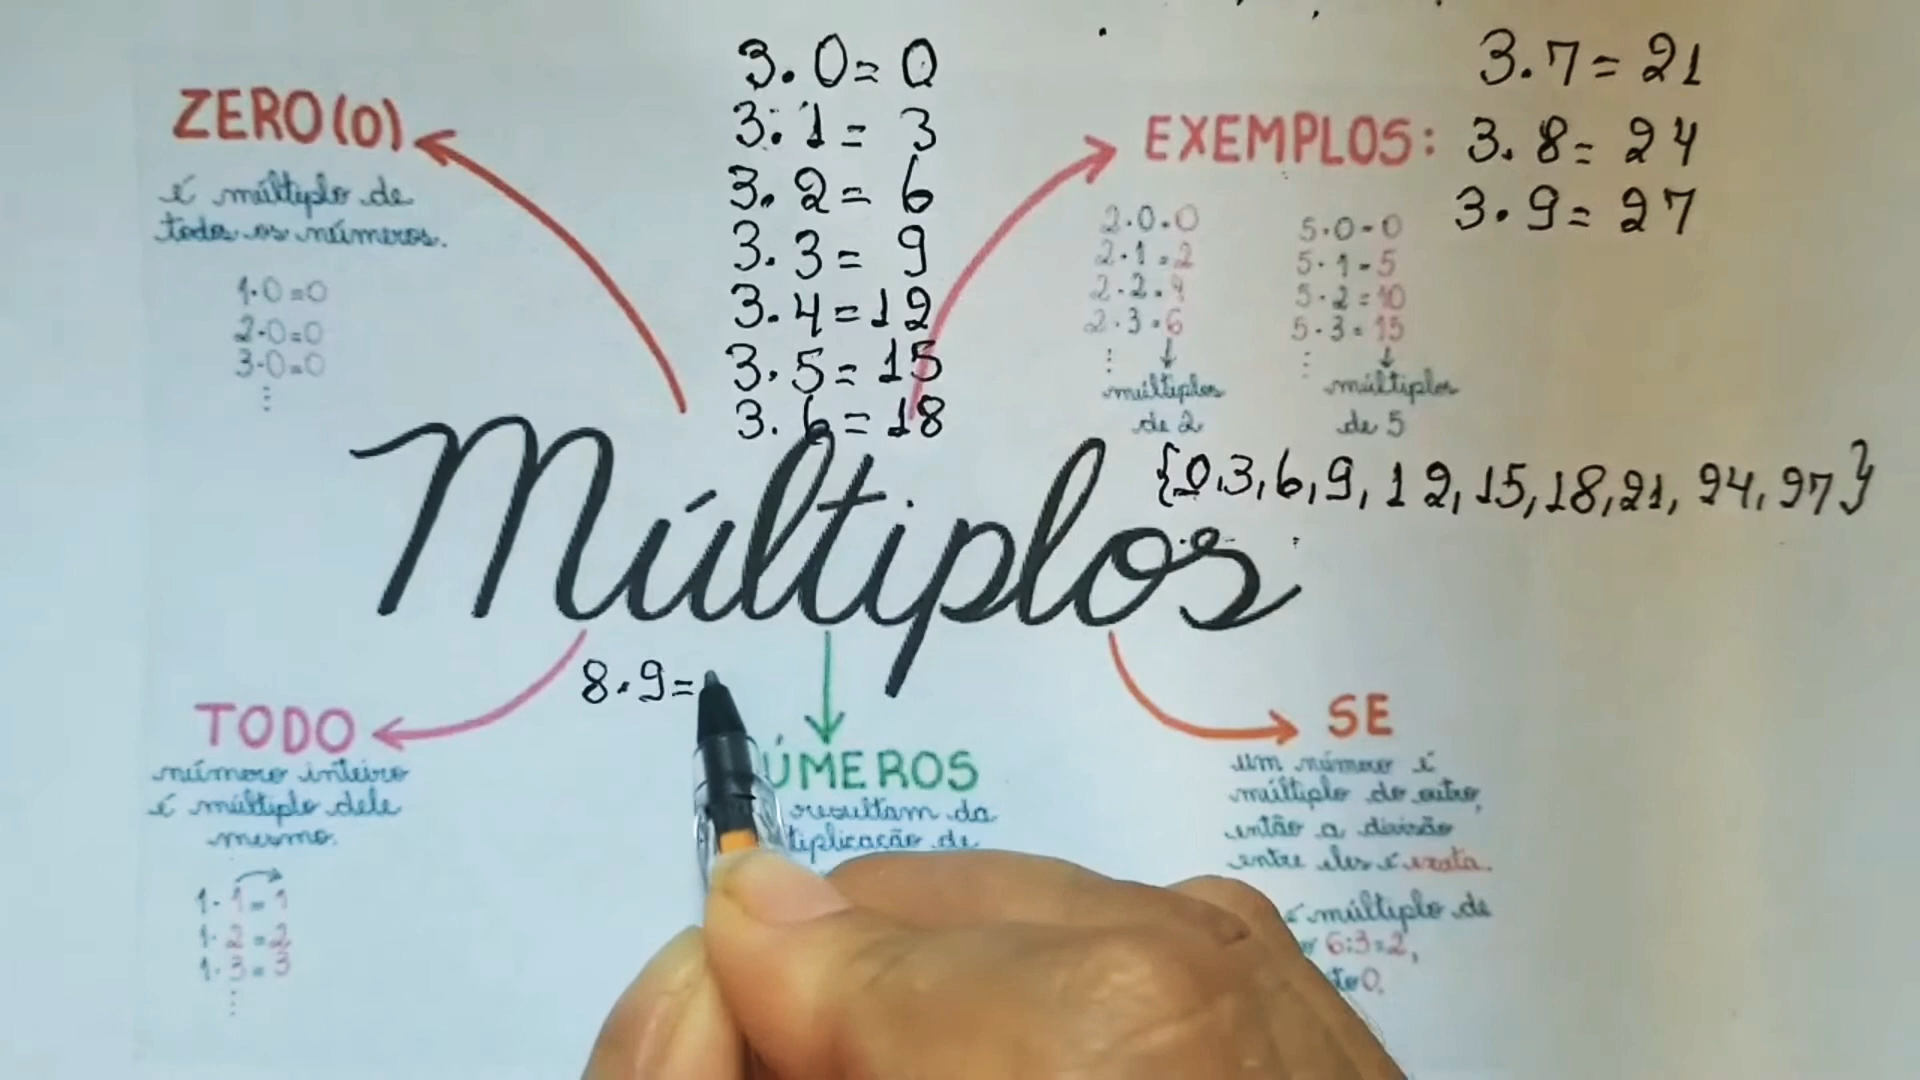 3.0=0
3.1=3
3.2=6
3.3=9
3.4=12
3.5=15
3.6=18
3.7=21
3.8=24
3.9=27
ZERO(0)
é múltiplo de
todos os números.
1·0=0
2·0=0
3·0=0
EXEMPLOS:
2·0=0
2·1=2
2·2=4
2·3=6
múltiplos
de 2
5·0=0
5·1=5
5·2=10
5·3=15
múltiplos
de 5
{0,3,6,9,12,15,18,21,24,27}
Múltiplos
8.9=
TODO
número inteiro
é múltiplo dele
mesmo.
1·1=1
1·2=2
1·3=3
ÚMEROS
resultam da
tiplicação de
SE
um número é
múltiplo do outro,
então a divisão
entre eles é exata.
é múltiplo de
6:3=2,
0.